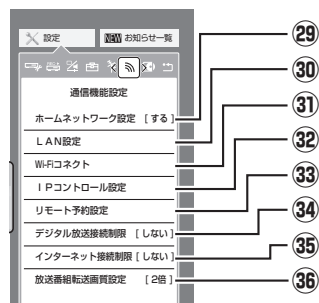 設定
NEW お知らせ一覧
通信機能設定
ホームネットワーク設定 [する]
LAN設定
Wi-Fiコネクト
IPコントロール設定
リモート予約設定
デジタル放送接続制限 [しない]
インターネット接続制限 [しない]
放送番組転送画質設定 [2倍]
㉙
㉚
㉛
㉜
㉝
㉞
㉟
㊱